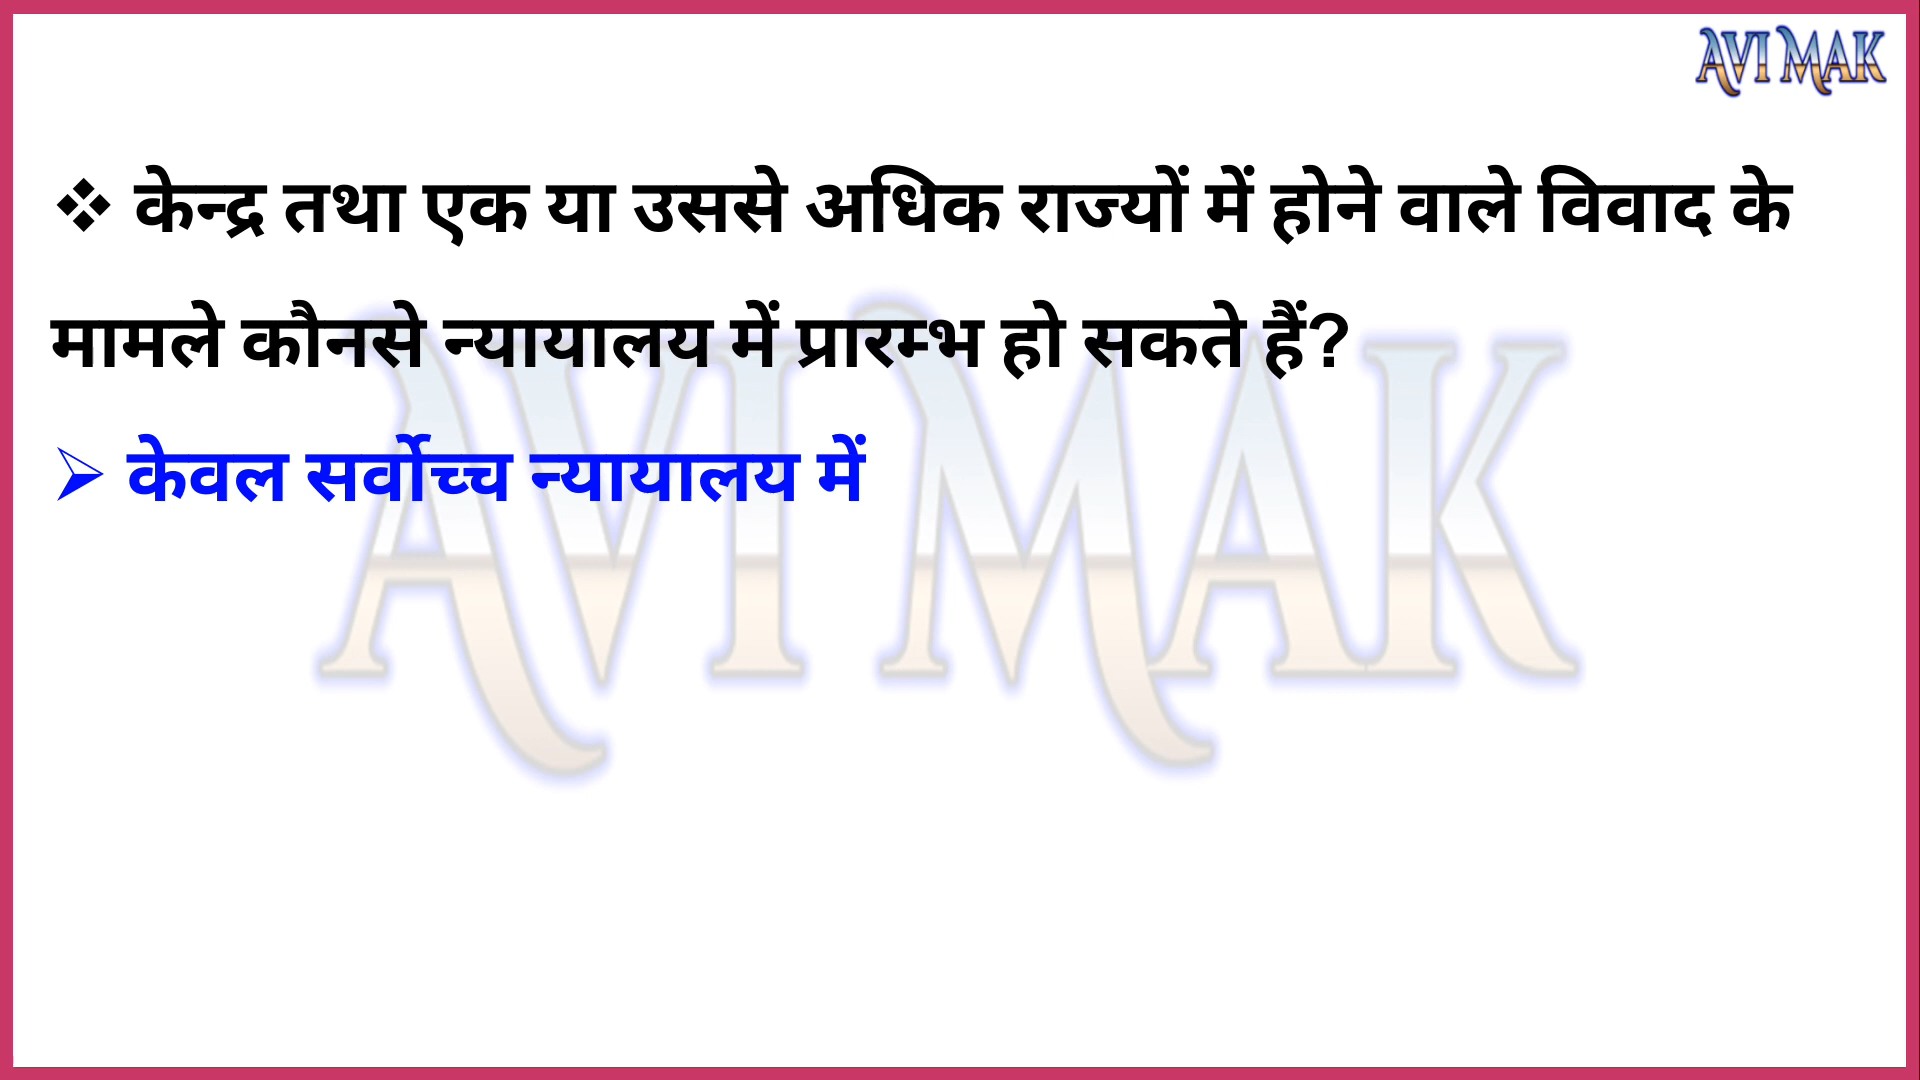 AVI MAK
❖ केन्द्र तथा एक या उससे अधिक राज्यों में होने वाले विवाद के
मामले कौनसे न्यायालय में प्रारम्भ हो सकते हैं?
➢ केवल सर्वोच्च न्यायालय में
AVI MAK